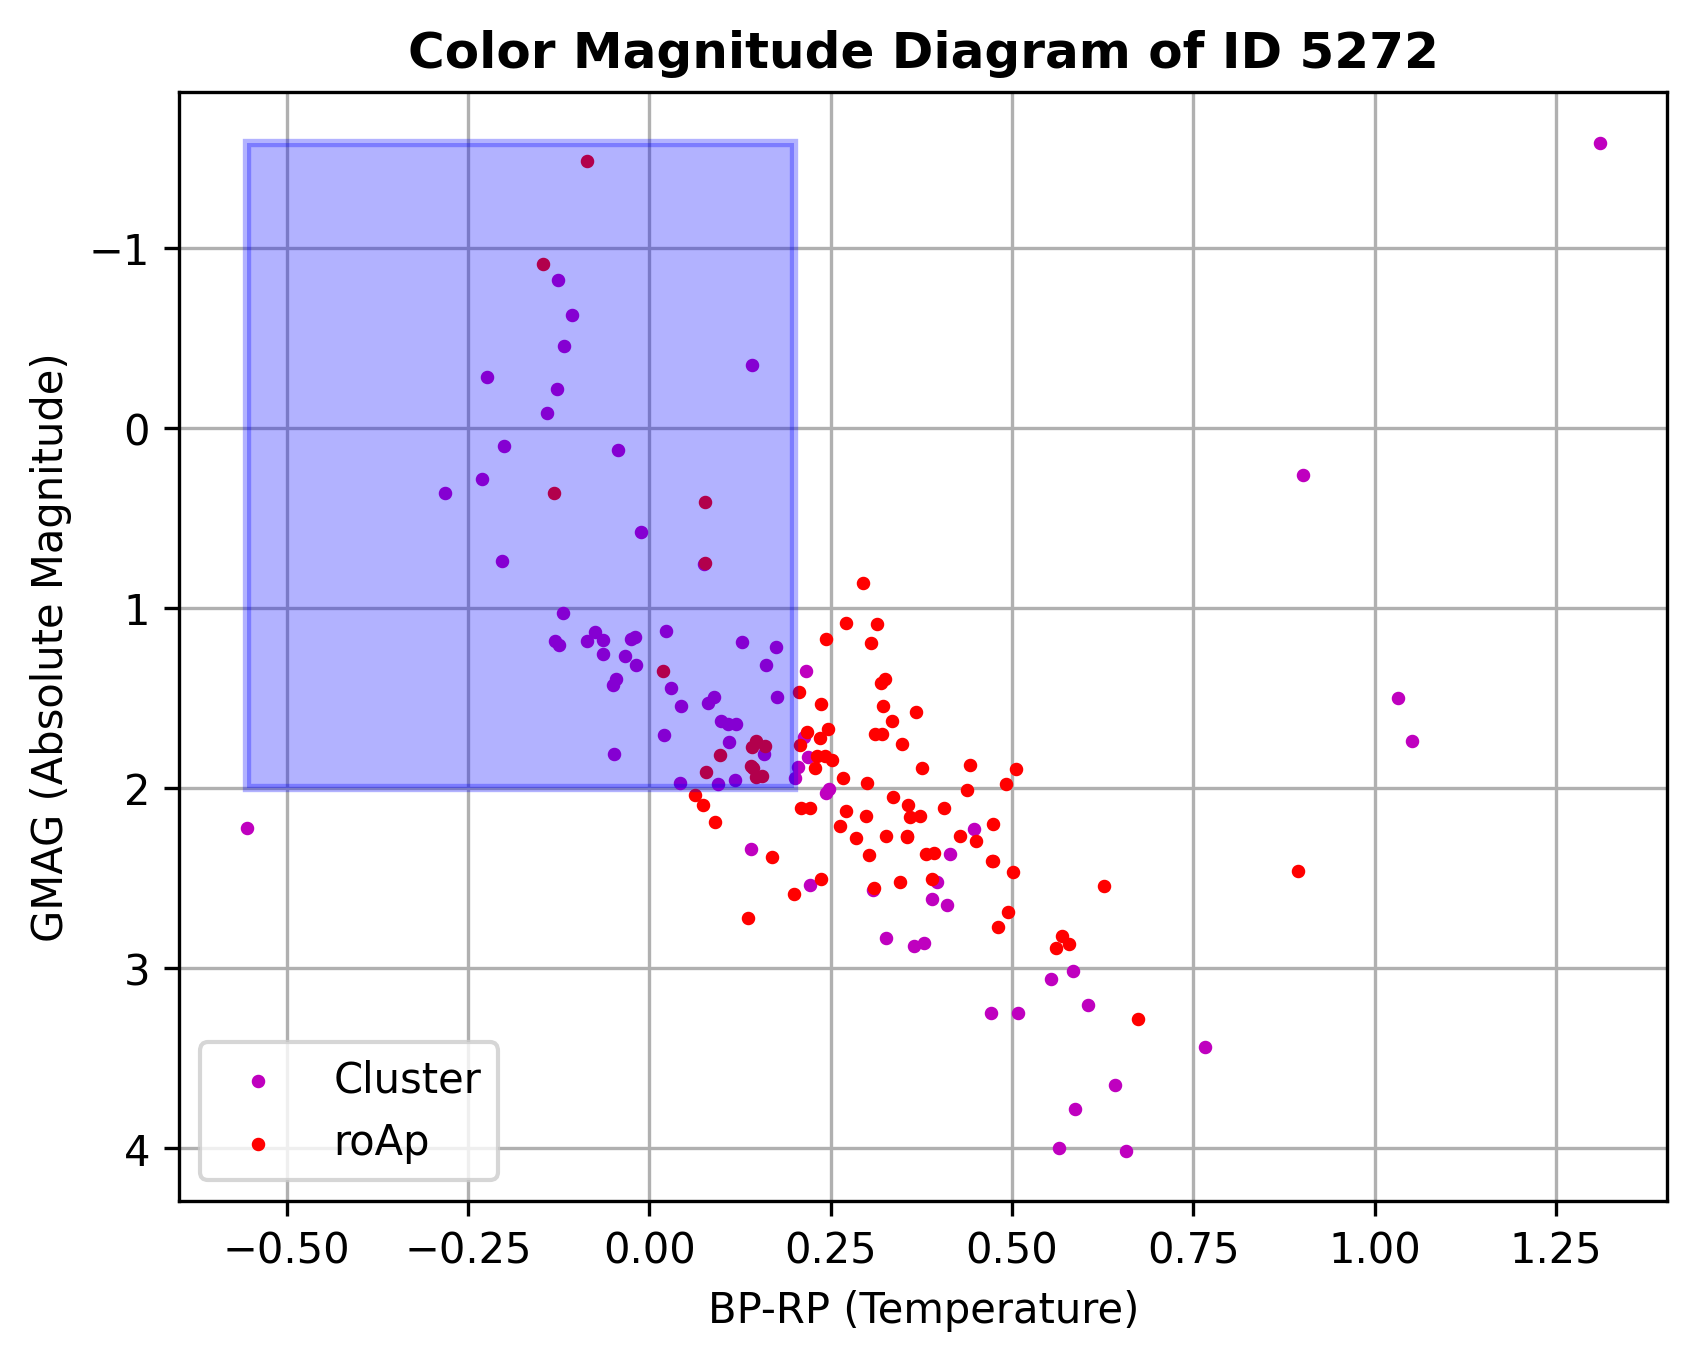 Color Magnitude Diagram of ID 5272
GMAG (Absolute Magnitude)
−1
0
1
2
3
4
Cluster
roAp
−0.50 −0.25 0.00 0.25 0.50 0.75 1.00 1.25
BP-RP (Temperature)